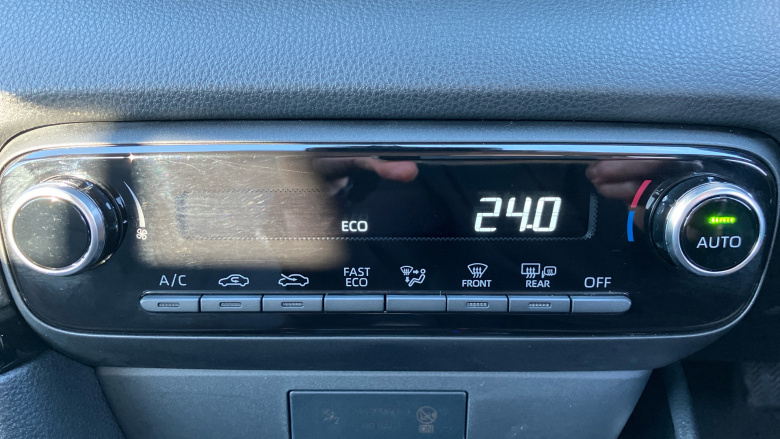 ECO
24.0
AUTO
A/C
FAST
ECO
FRONT
REAR
OFF